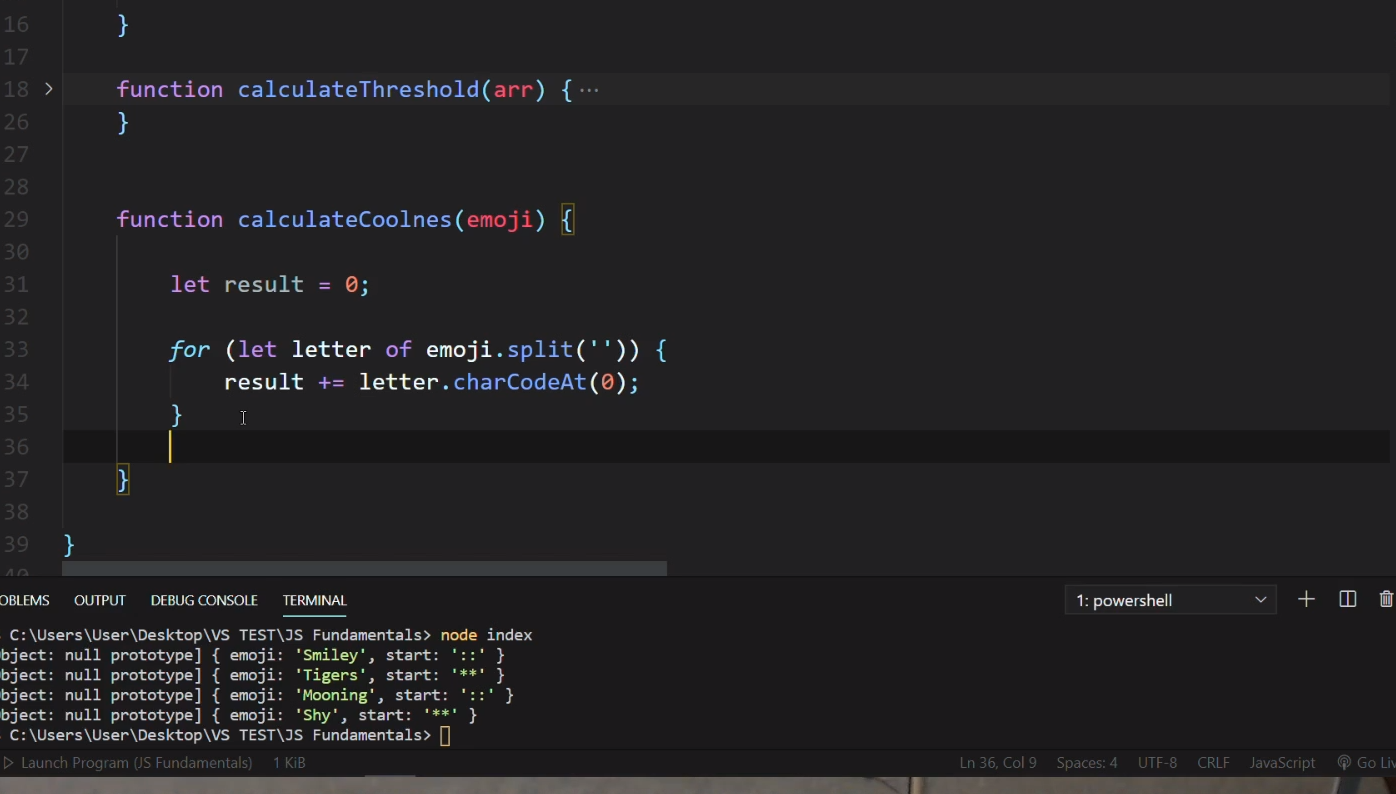 16 }
17
18 > function calculateThreshold(arr) { ···
26 }
27
28
29 function calculateCoolnes(emoji) {
30
31 let result = 0;
32
33 for (let letter of emoji.split('')) {
34 result += letter.charCodeAt(0);
35 }
36
37 }
38
39 }
40
OBLEMS OUTPUT DEBUG CONSOLE TERMINAL 1: powershell
C:\Users\User\Desktop\VS TEST\JS Fundamentals> node index
bject: null prototype] { emoji: 'Smiley', start: '::' }
bject: null prototype] { emoji: 'Tigers', start: '**' }
bject: null prototype] { emoji: 'Mooning', start: '::' }
bject: null prototype] { emoji: 'Shy', start: '**' }
C:\Users\User\Desktop\VS TEST\JS Fundamentals>
Launch Program (JS Fundamentals) 1 KiB Ln 36, Col 9 Spaces: 4 UTF-8 CRLF JavaScript Go Liv